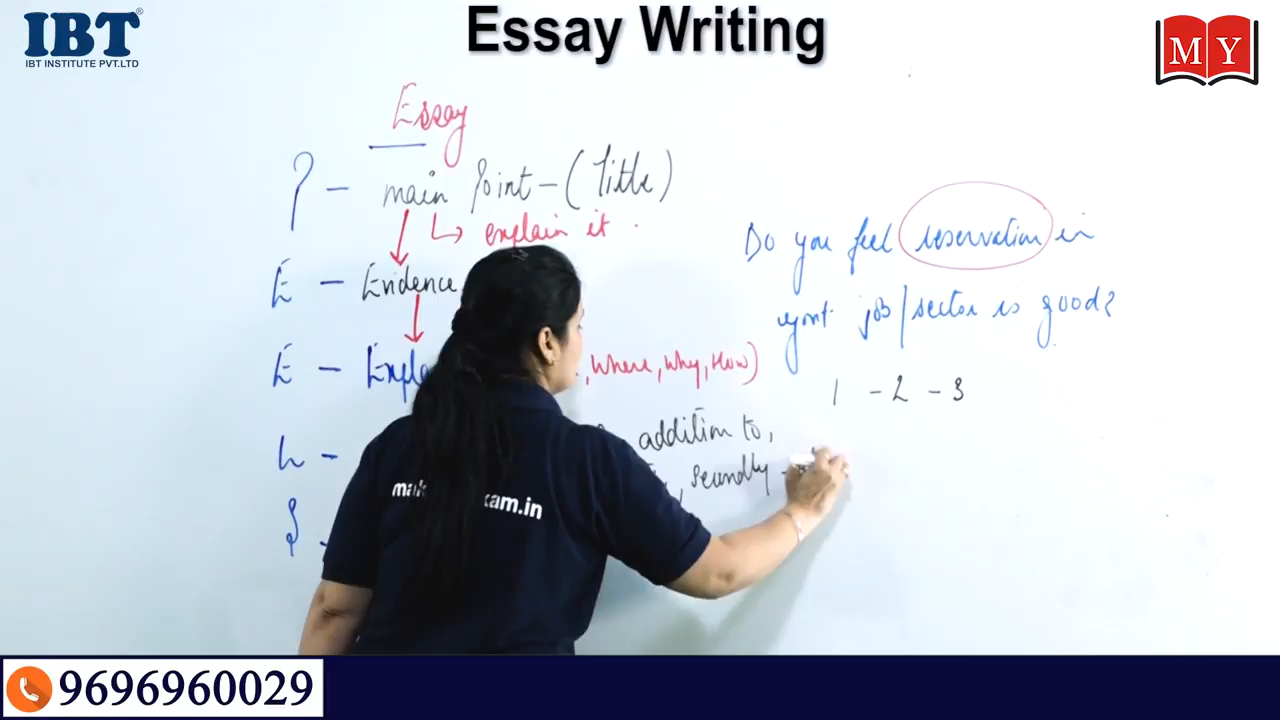 IBT®
IBT INSTITUTE PVT.LTD
Essay Writing
MY
Essay
P – main Point – (Title)
↳ explain it.
E – Evidence
E – Expla , Where, Why, How)
L – addition to,
, secondly -
S -
Do you feel reservation in
govt. job/sector is good?
1 - 2 - 3
mak xam.in
9696960029